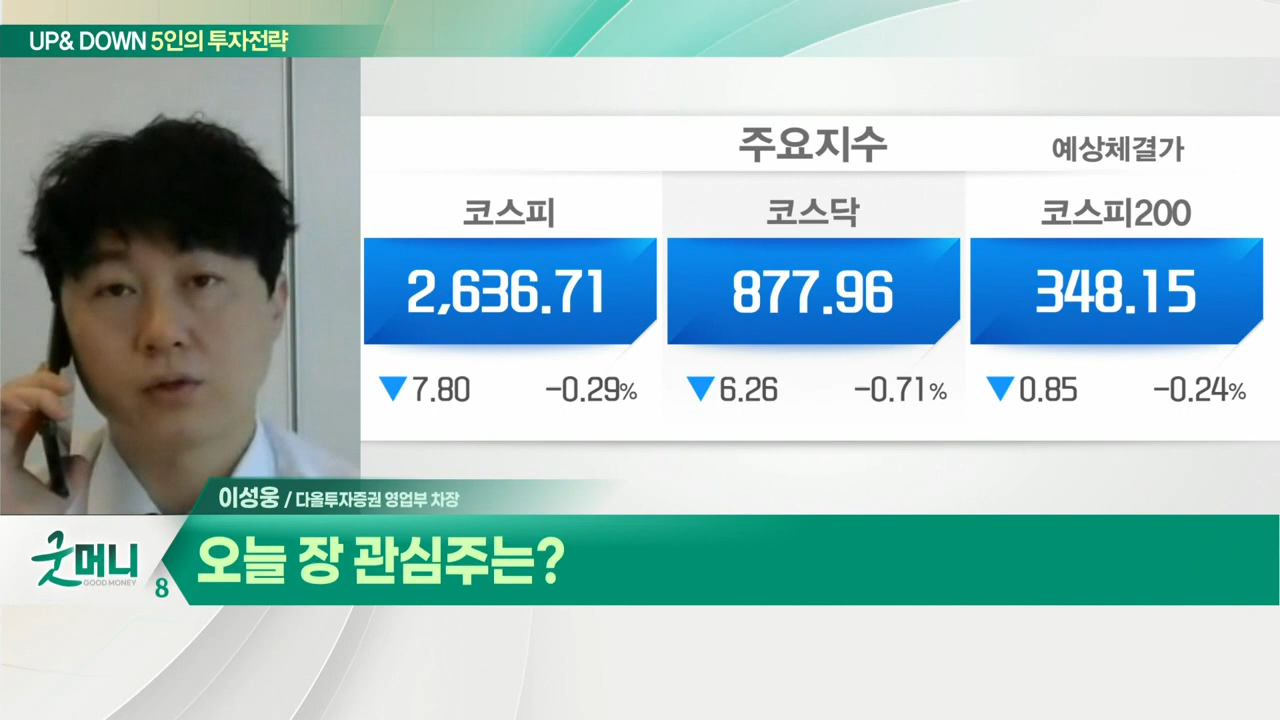 UP& DOWN 5인의 투자전략
주요지수 예상체결가
코스피 코스닥 코스피200
2,636.71 877.96 348.15
▼7.80 -0.29% ▼6.26 -0.71% ▼0.85 -0.24%
이성웅 / 다올투자증권 영업부 차장
굿머니 GOOD MONEY 8
오늘 장 관심주는?